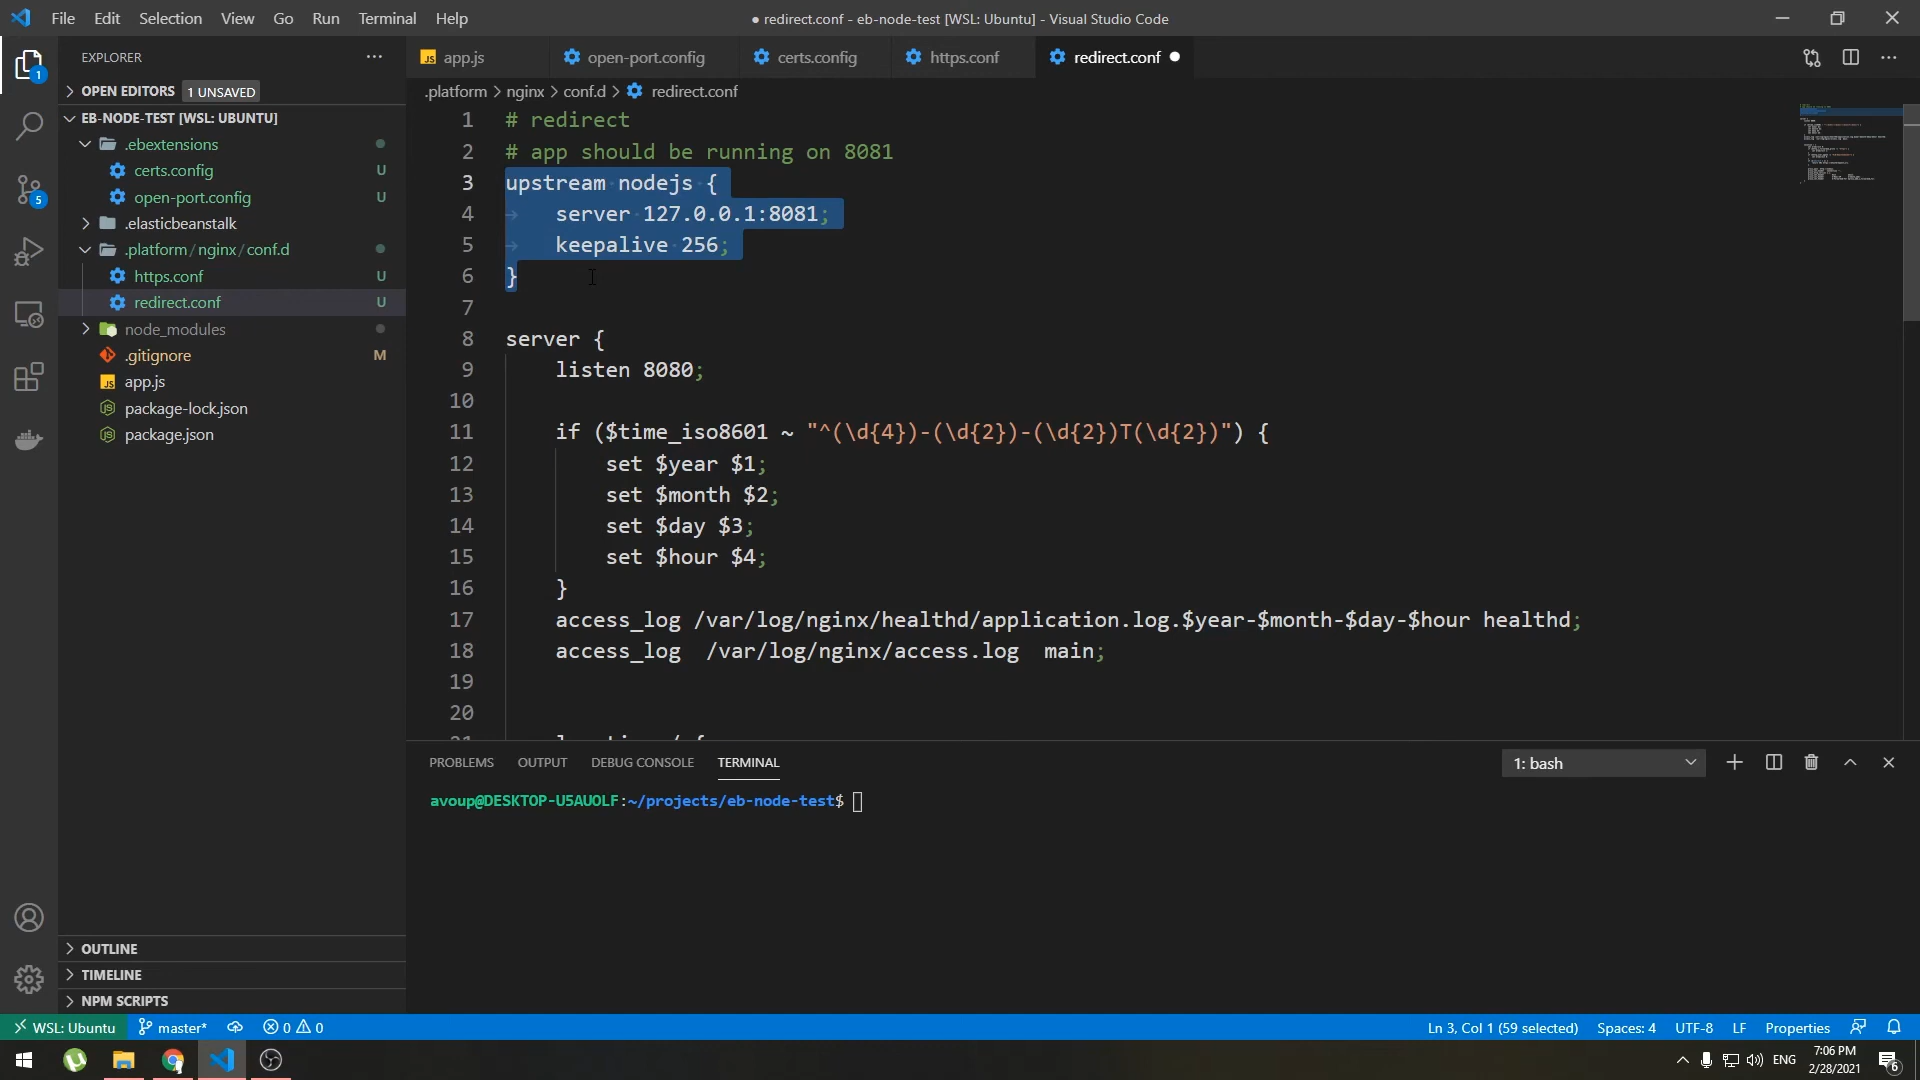 File Edit Selection View Go Run Terminal Help
● redirect.conf - eb-node-test [WSL: Ubuntu] - Visual Studio Code
EXPLORER
OPEN EDITORS 1 UNSAVED
EB-NODE-TEST [WSL: UBUNTU]
.ebextensions
certs.config U
open-port.config U
.elasticbeanstalk
.platform/nginx/conf.d
https.conf U
redirect.conf U
node_modules
.gitignore M
JS app.js
package-lock.json
package.json
OUTLINE
TIMELINE
NPM SCRIPTS
1
5
JS app.js open-port.config certs.config https.conf redirect.conf ●
.platform > nginx > conf.d > redirect.conf
1 # redirect
2 # app should be running on 8081
3 upstream nodejs {
4 server 127.0.0.1:8081;
5 keepalive 256;
6 }
7
8 server {
9 listen 8080;
10
11 if ($time_iso8601 ~ "^(\d{4})-(\d{2})-(\d{2})T(\d{2})") {
12 set $year $1;
13 set $month $2;
14 set $day $3;
15 set $hour $4;
16 }
17 access_log /var/log/nginx/healthd/application.log.$year-$month-$day-$hour healthd;
18 access_log  /var/log/nginx/access.log  main;
19
20
PROBLEMS OUTPUT DEBUG CONSOLE TERMINAL
1: bash
avoup@DESKTOP-U5AUOLF:~/projects/eb-node-test$
WSL: Ubuntu master* 0 0
Ln 3, Col 1 (59 selected) Spaces: 4 UTF-8 LF Properties
ENG
7:06 PM
2/28/2021
6